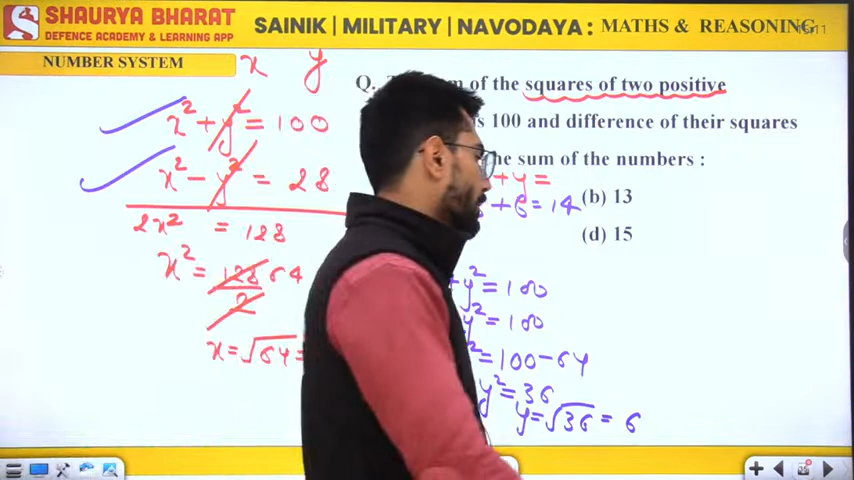 SHAURYA BHARAT
DEFENCE ACADEMY & LEARNING APP
SAINIK | MILITARY | NAVODAYA : MATHS & REASONING
NUMBER SYSTEM
x y
Q. of the squares of two positive
100 and difference of their squares
the sum of the numbers :
(b) 13
(d) 15
x² + y² = 100
x² - y² = 28
2x² = 128
x² = 128 64
2
x = √64 =
+ y =
+ 6 = 14
y² = 100
y² = 100
= 100 - 64
y² = 36
y = √36 = 6